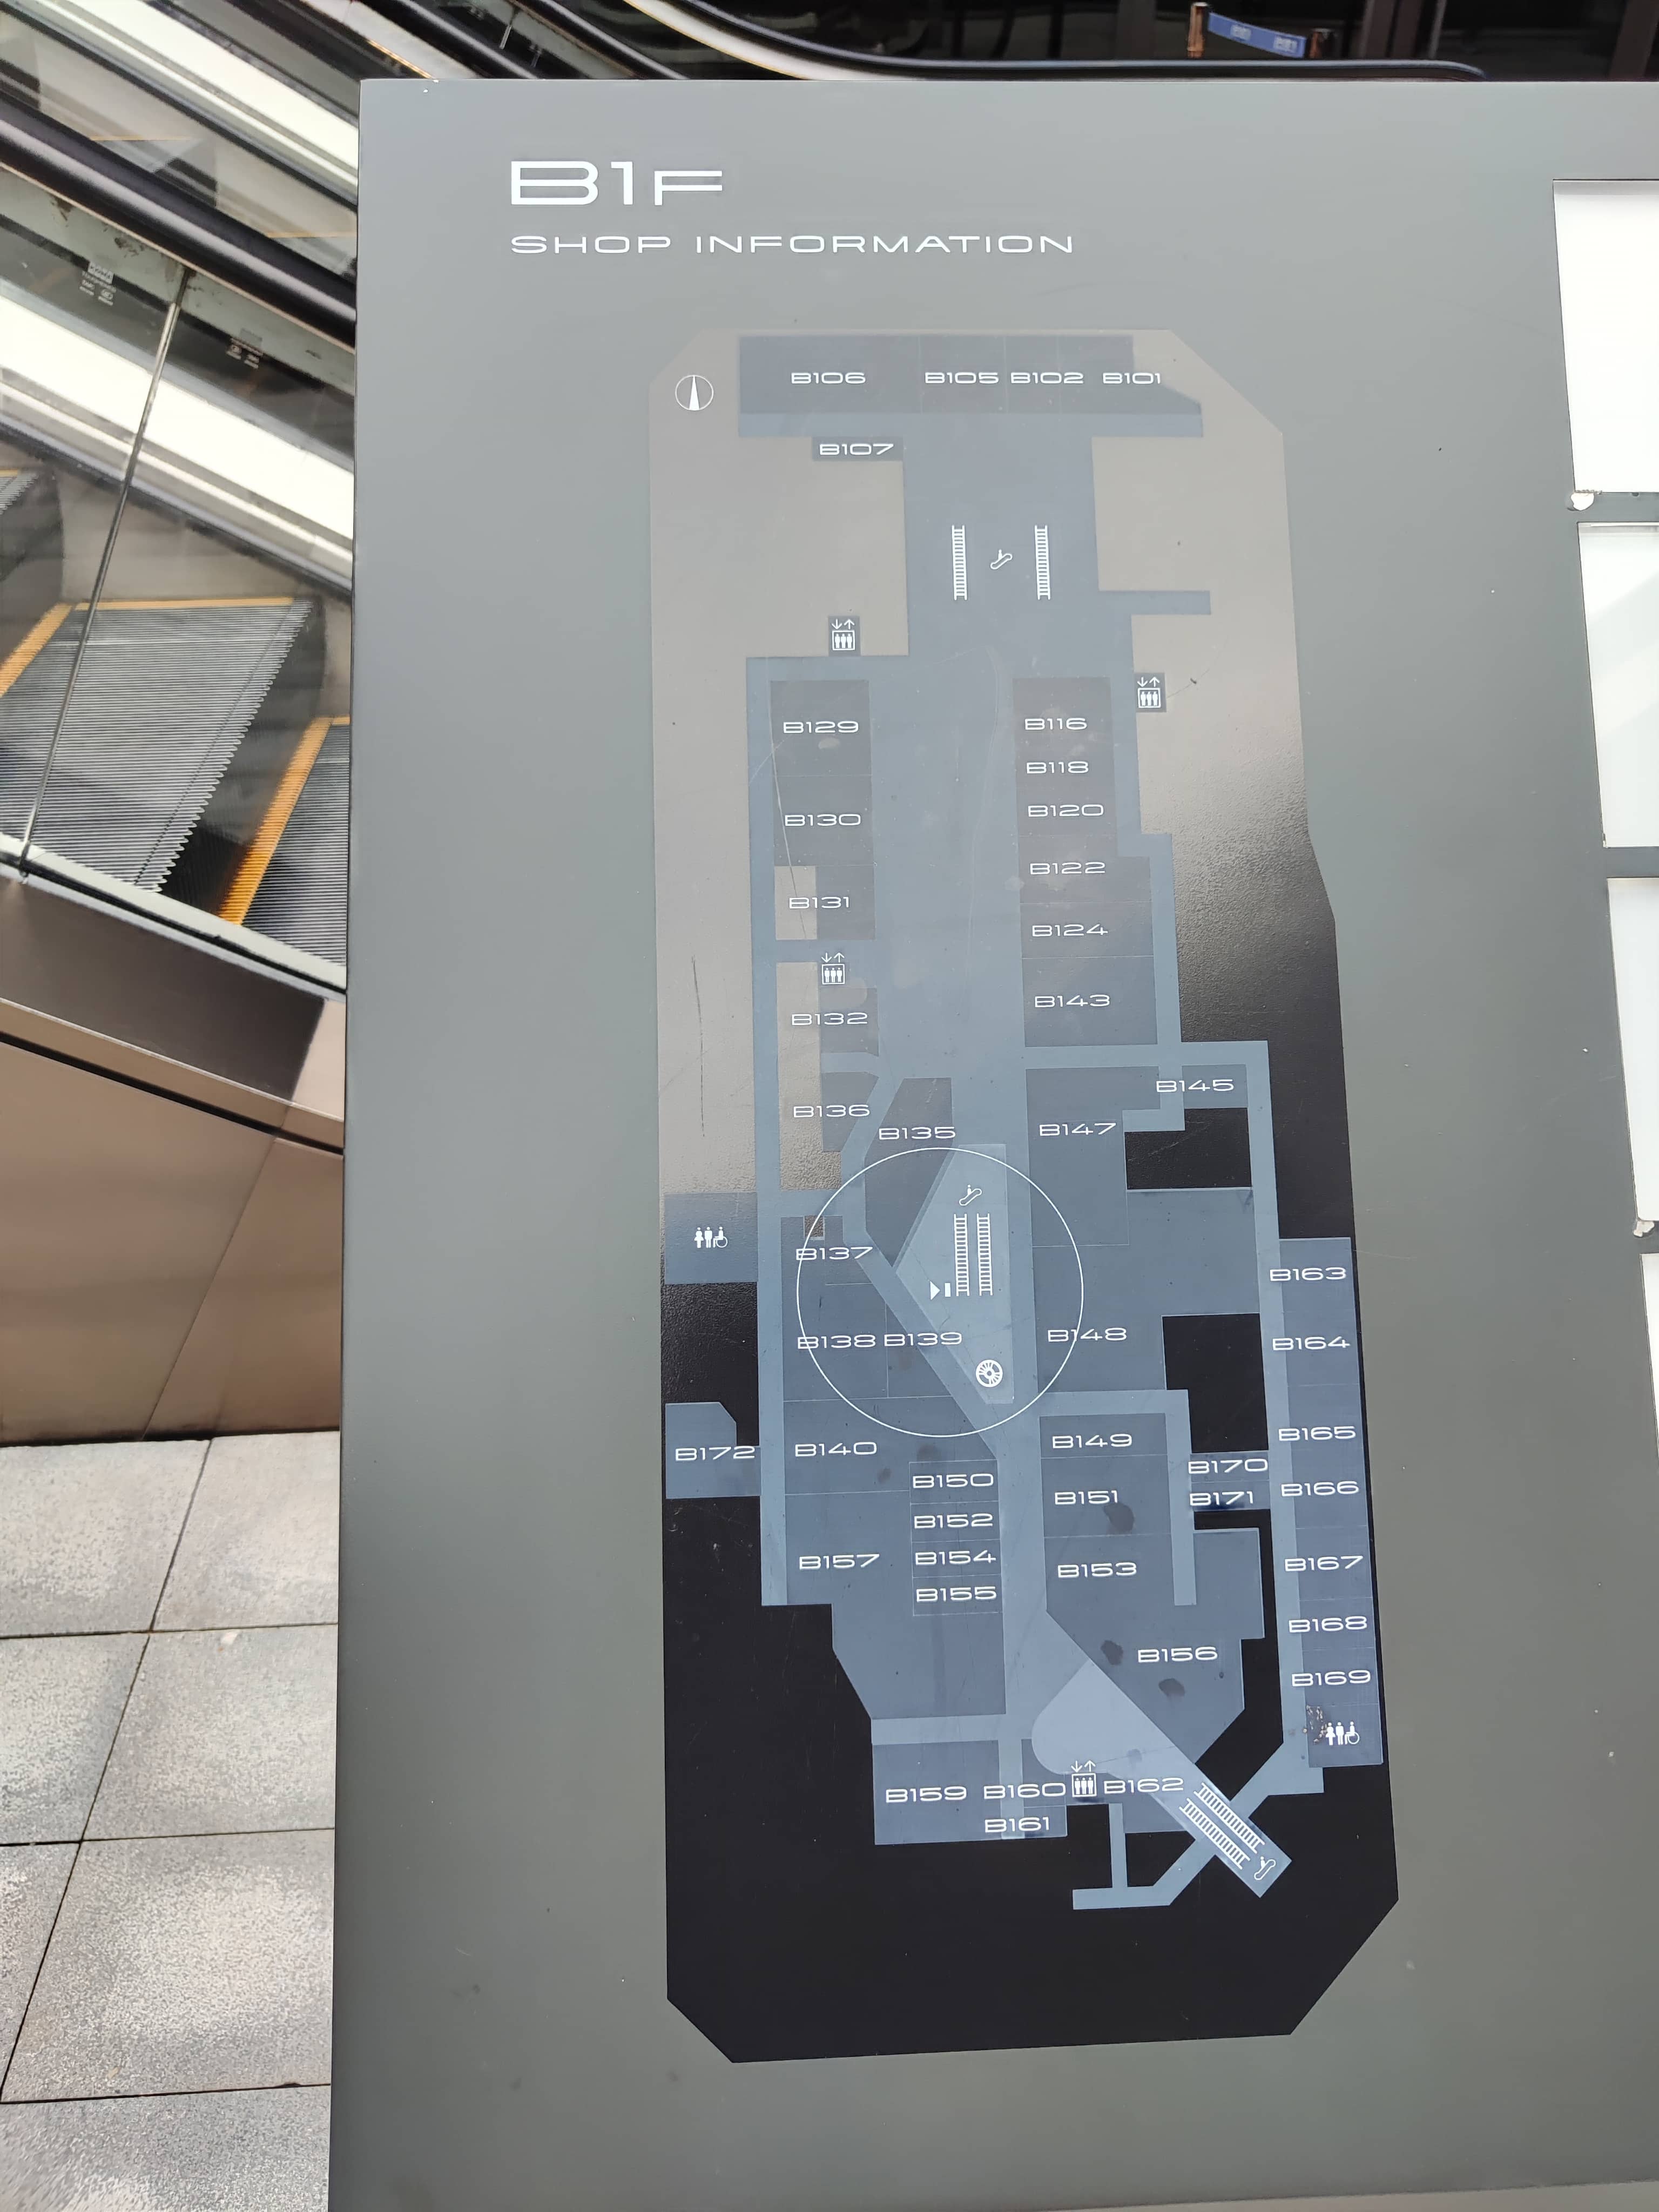 B1F
SHOP INFORMATION
B106 B105 B102 B101
B107
B129 B116
B118
B130 B120
B122
B131 B124
B132 B143
B145
B136 B135 B147
B137 B163
B138 B139 B148 B164
B172 B140 B149 B165
B150 B170 B166
B152 B151 B171
B157 B154 B153 B167
B155 B168
B156 B169
B159 B160 B162
B161